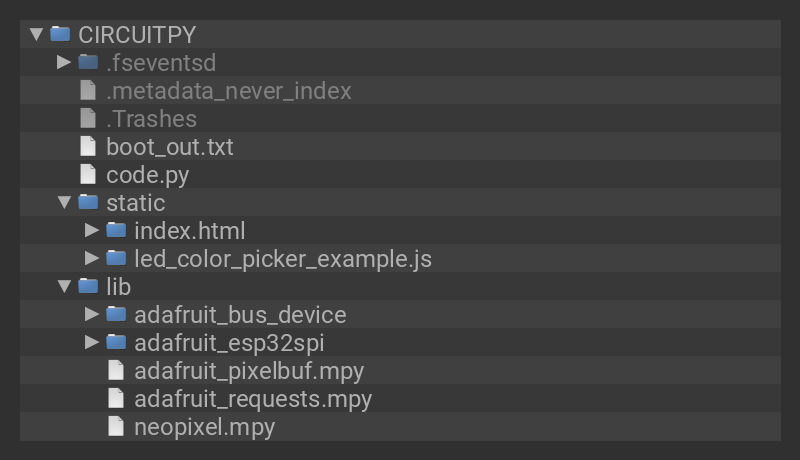 CIRCUITPY
.fseventsd
.metadata_never_index
.Trashes
boot_out.txt
code.py
static
index.html
led_color_picker_example.js
lib
adafruit_bus_device
adafruit_esp32spi
adafruit_pixelbuf.mpy
adafruit_requests.mpy
neopixel.mpy